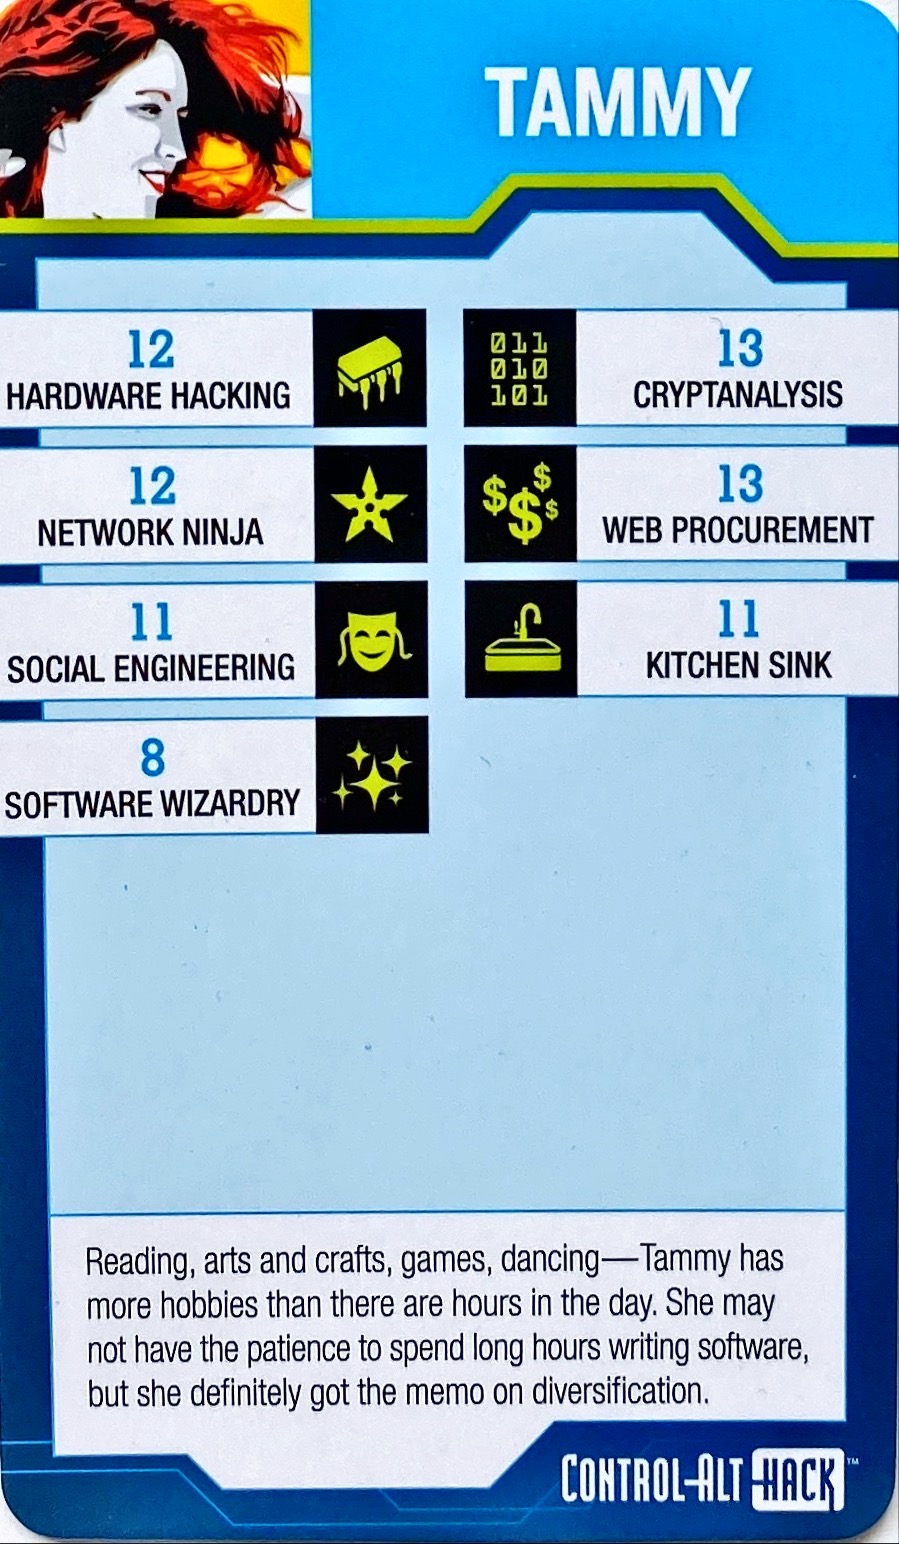 TAMMY
12
HARDWARE HACKING
011
010
101
13
CRYPTANALYSIS
12
NETWORK NINJA
$$$$
13
WEB PROCUREMENT
11
SOCIAL ENGINEERING
11
KITCHEN SINK
8
SOFTWARE WIZARDRY
Reading, arts and crafts, games, dancing—Tammy has
more hobbies than there are hours in the day. She may
not have the patience to spend long hours writing software,
but she definitely got the memo on diversification.
CONTROL-ALT-HACK™